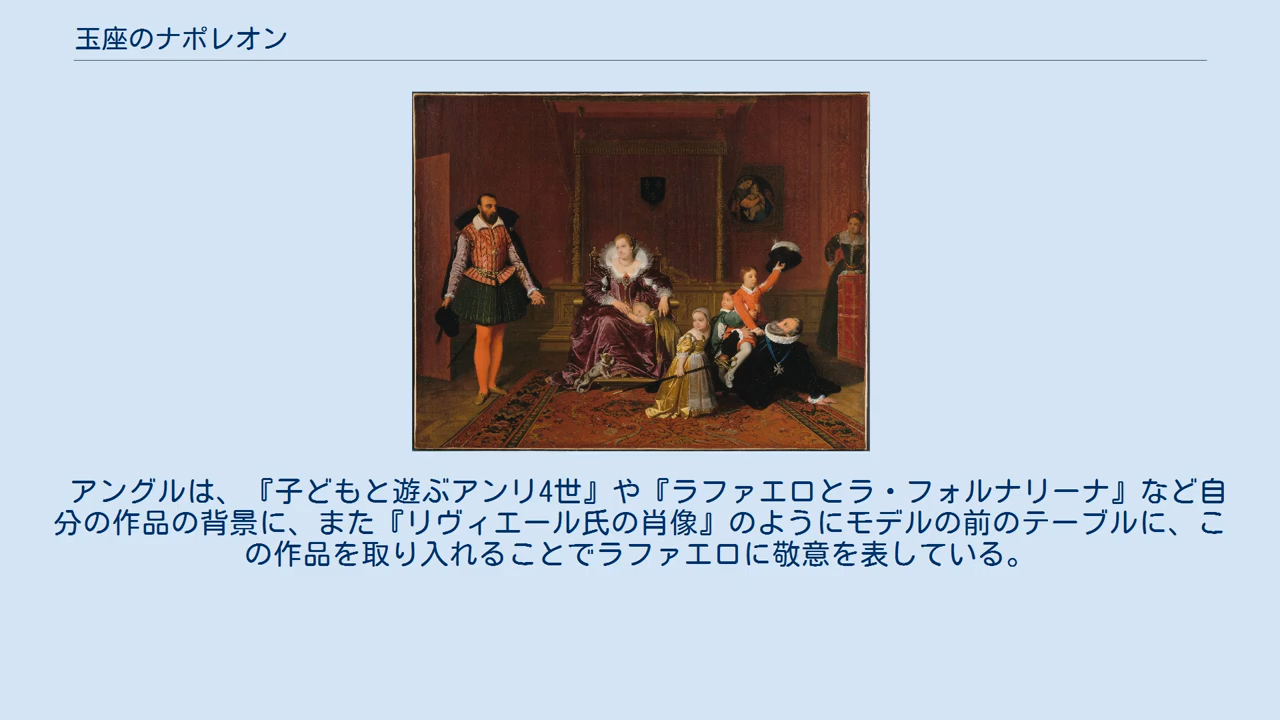 玉座のナポレオン
アングルは、『子どもと遊ぶアンリ4世』や『ラファエロとラ・フォルナリーナ』など自
分の作品の背景に、また『リヴィエール氏の肖像』のようにモデルの前のテーブルに、こ
の作品を取り入れることでラファエロに敬意を表している。